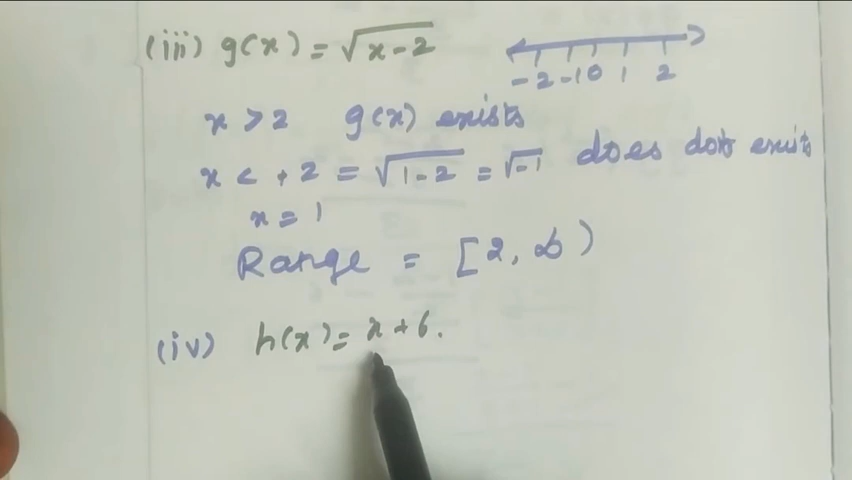 (iii) g(x) = √x-2
-2 -1 0 1 2
x > 2 g(x) exists
x < +2 = √1-2 = √-1 does dots exists
x = 1
Range = [2, ∞)
(iv) h(x) = x + 6.